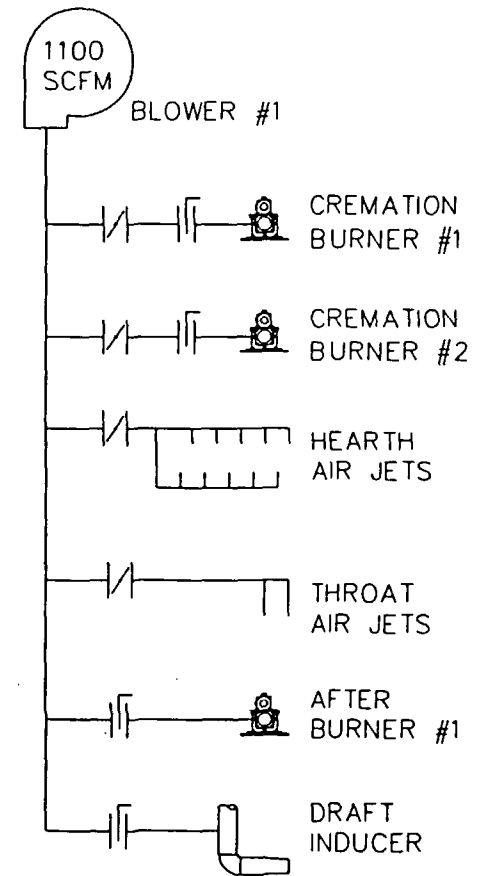 1100
SCFM
BLOWER #1
CREMATION
BURNER #1
CREMATION
BURNER #2
HEARTH
AIR JETS
THROAT
AIR JETS
AFTER
BURNER #1
DRAFT
INDUCER